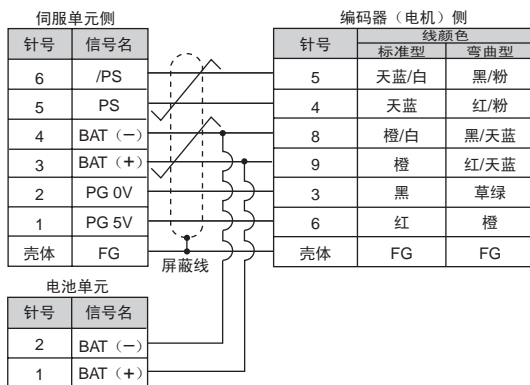 伺服单元侧
编码器（电机）侧
针号 信号名
针号 线颜色
标准型 弯曲型
6 /PS 5 天蓝/白 黑/粉
5 PS 4 天蓝 红/粉
4 BAT（−） 8 橙/白 黑/天蓝
3 BAT（+） 9 橙 红/天蓝
2 PG 0V 3 黑 草绿
1 PG 5V 6 红 橙
壳体 FG 壳体 FG FG
屏蔽线
电池单元
针号 信号名
2 BAT（−）
1 BAT（+）